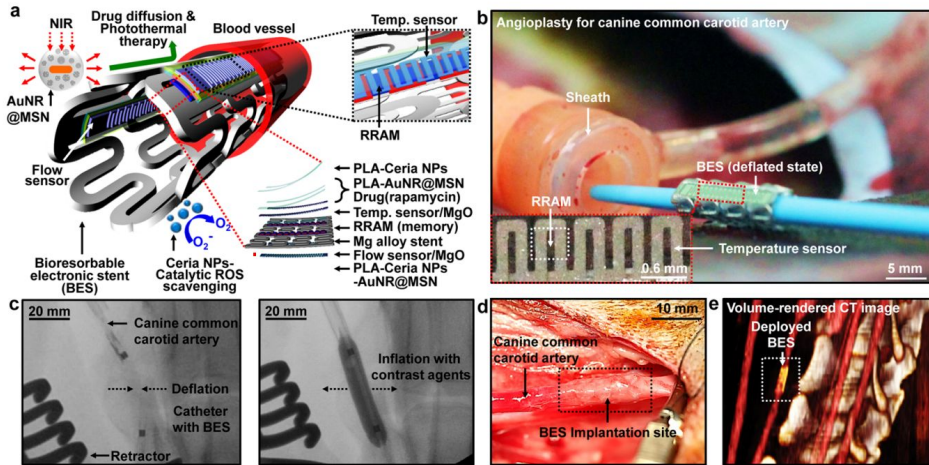 a
NIR
Drug diffusion &
Photothermal
therapy
Blood vessel
Temp. sensor
AuNR
@MSN
RRAM
Flow
sensor
PLA-Ceria NPs
PLA-AuNR@MSN
Drug(rapamycin)
Temp. sensor/MgO
RRAM (memory)
Mg alloy stent
Flow sensor/MgO
PLA-Ceria NPs
-AuNR@MSN
O₂
O₂⁻
Bioresorbable
electronic stent
(BES)
Ceria NPs-
Catalytic ROS
scavenging
b
Angioplasty for canine common carotid artery
Sheath
BES (deflated state)
RRAM
Temperature sensor
0.6 mm
5 mm
c
20 mm
Canine common
carotid artery
Deflation
Catheter
with BES
Retractor
20 mm
Inflation with
contrast agents
d
10 mm
Canine common
carotid artery
BES Implantation site
e
Volume-rendered CT image
Deployed
BES